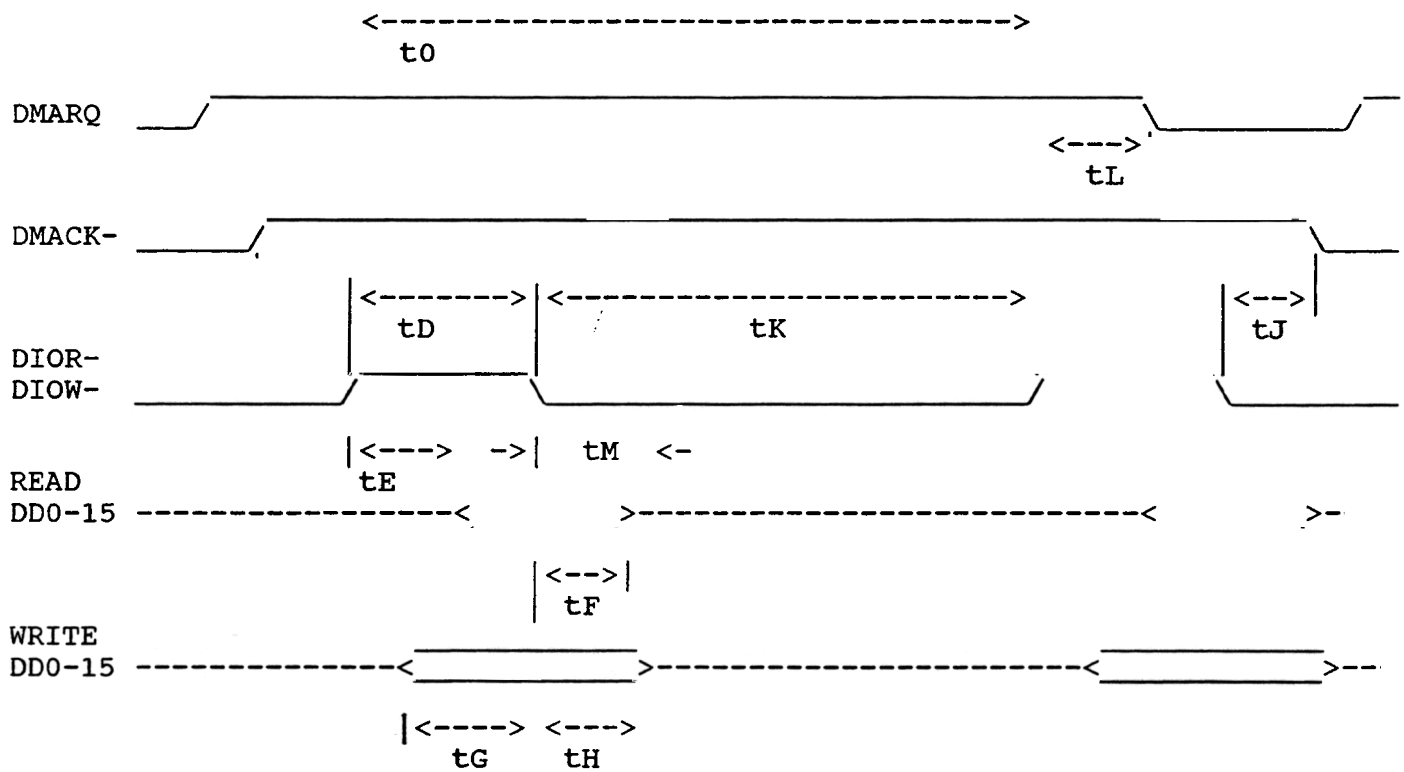 t0
DMARQ
tL
DMACK-
tD tK tJ
DIOR-
DIOW-
tM
tE
READ
DD0-15
tF
WRITE
DD0-15
tG tH